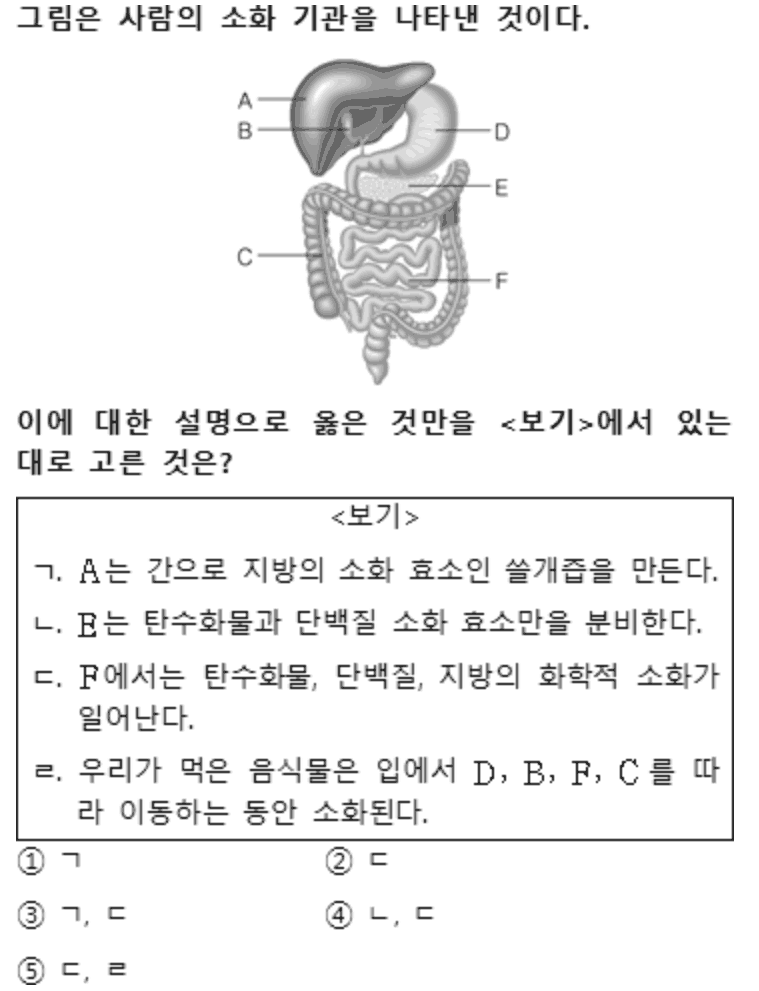 그림은 사람의 소화 기관을 나타낸 것이다.
A
B
D
E
C
F
이에 대한 설명으로 옳은 것만을 <보기>에서 있는
대로 고른 것은?
<보기>
ㄱ. A는 간으로 지방의 소화 효소인 쓸개즙을 만든다.
ㄴ. E는 탄수화물과 단백질 소화 효소만을 분비한다.
ㄷ. F에서는 탄수화물, 단백질, 지방의 화학적 소화가
일어난다.
ㄹ. 우리가 먹은 음식물은 입에서 D, B, F, C를 따
라 이동하는 동안 소화된다.
① ㄱ ② ㄷ
③ ㄱ, ㄷ ④ ㄴ, ㄷ
⑤ ㄷ, ㄹ